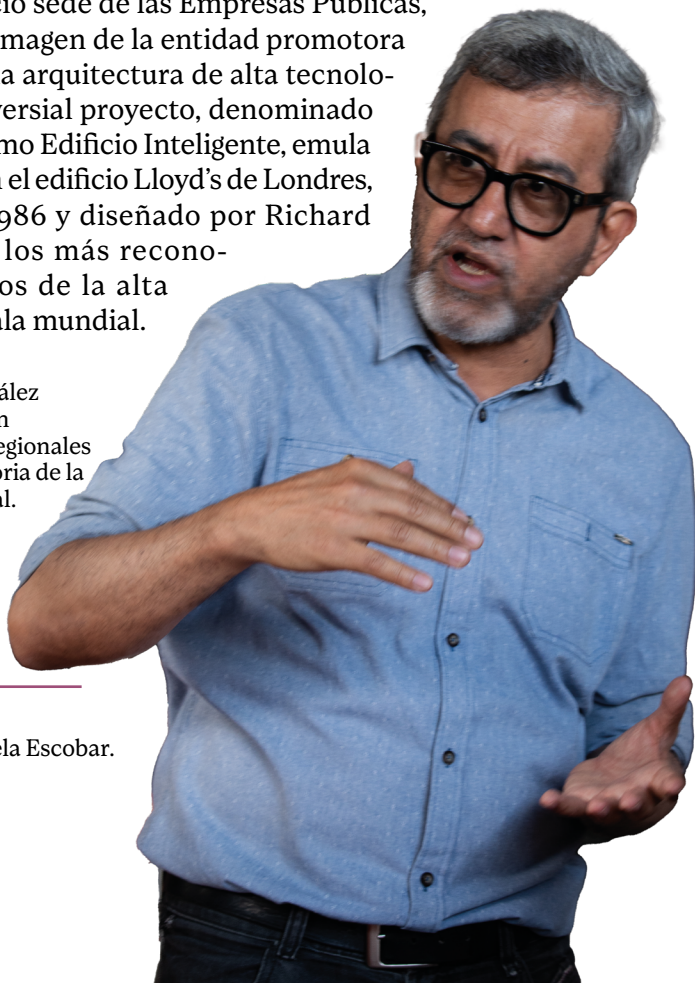 cio sede de las Empresas Públicas,
magen de la entidad promotora
a arquitectura de alta tecnolo-
versial proyecto, denominado
mo Edificio Inteligente, emula
el edificio Lloyd's de Londres,
986 y diseñado por Richard
los más recono-
os de la alta
ala mundial.
ález
n
egionales
oria de la
al.
ela Escobar.